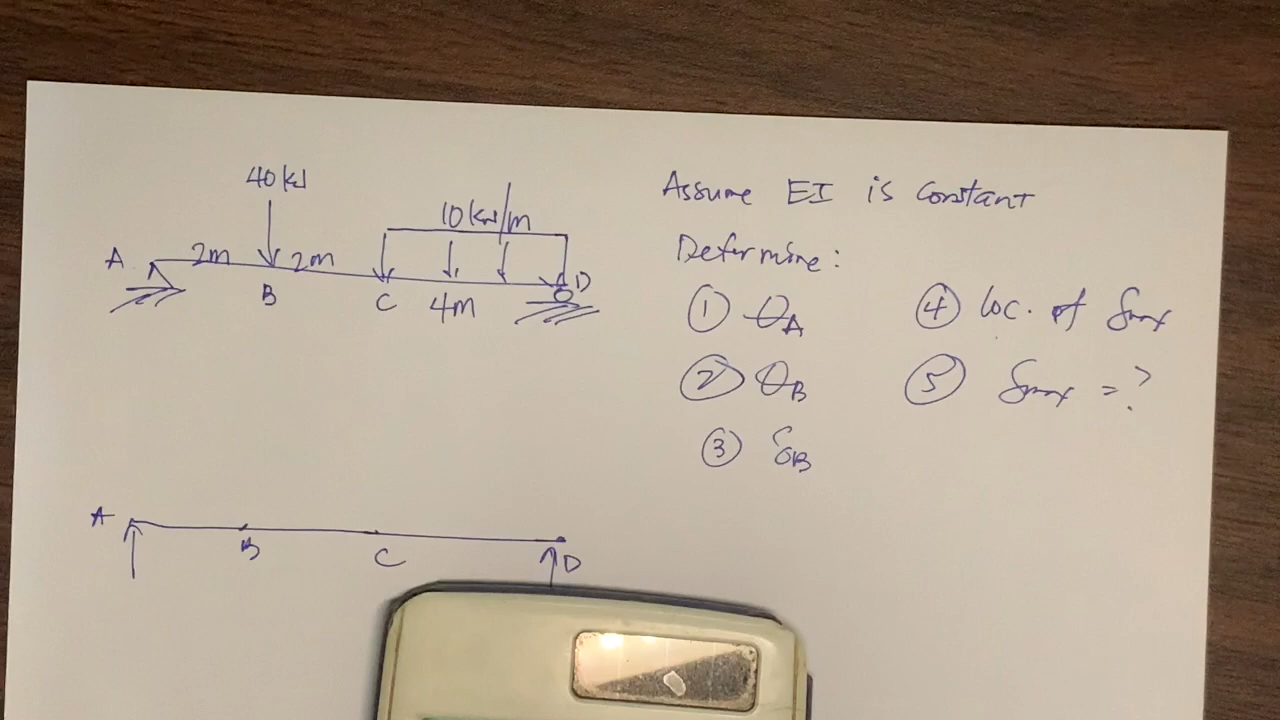 40 kN
10 kN/m
A 2m 2m D
B C 4m
A B C D
Assume EI is Constant
Determine:
① θA
② θB
③ δB
④ loc. of δmax
⑤ δmax = ?